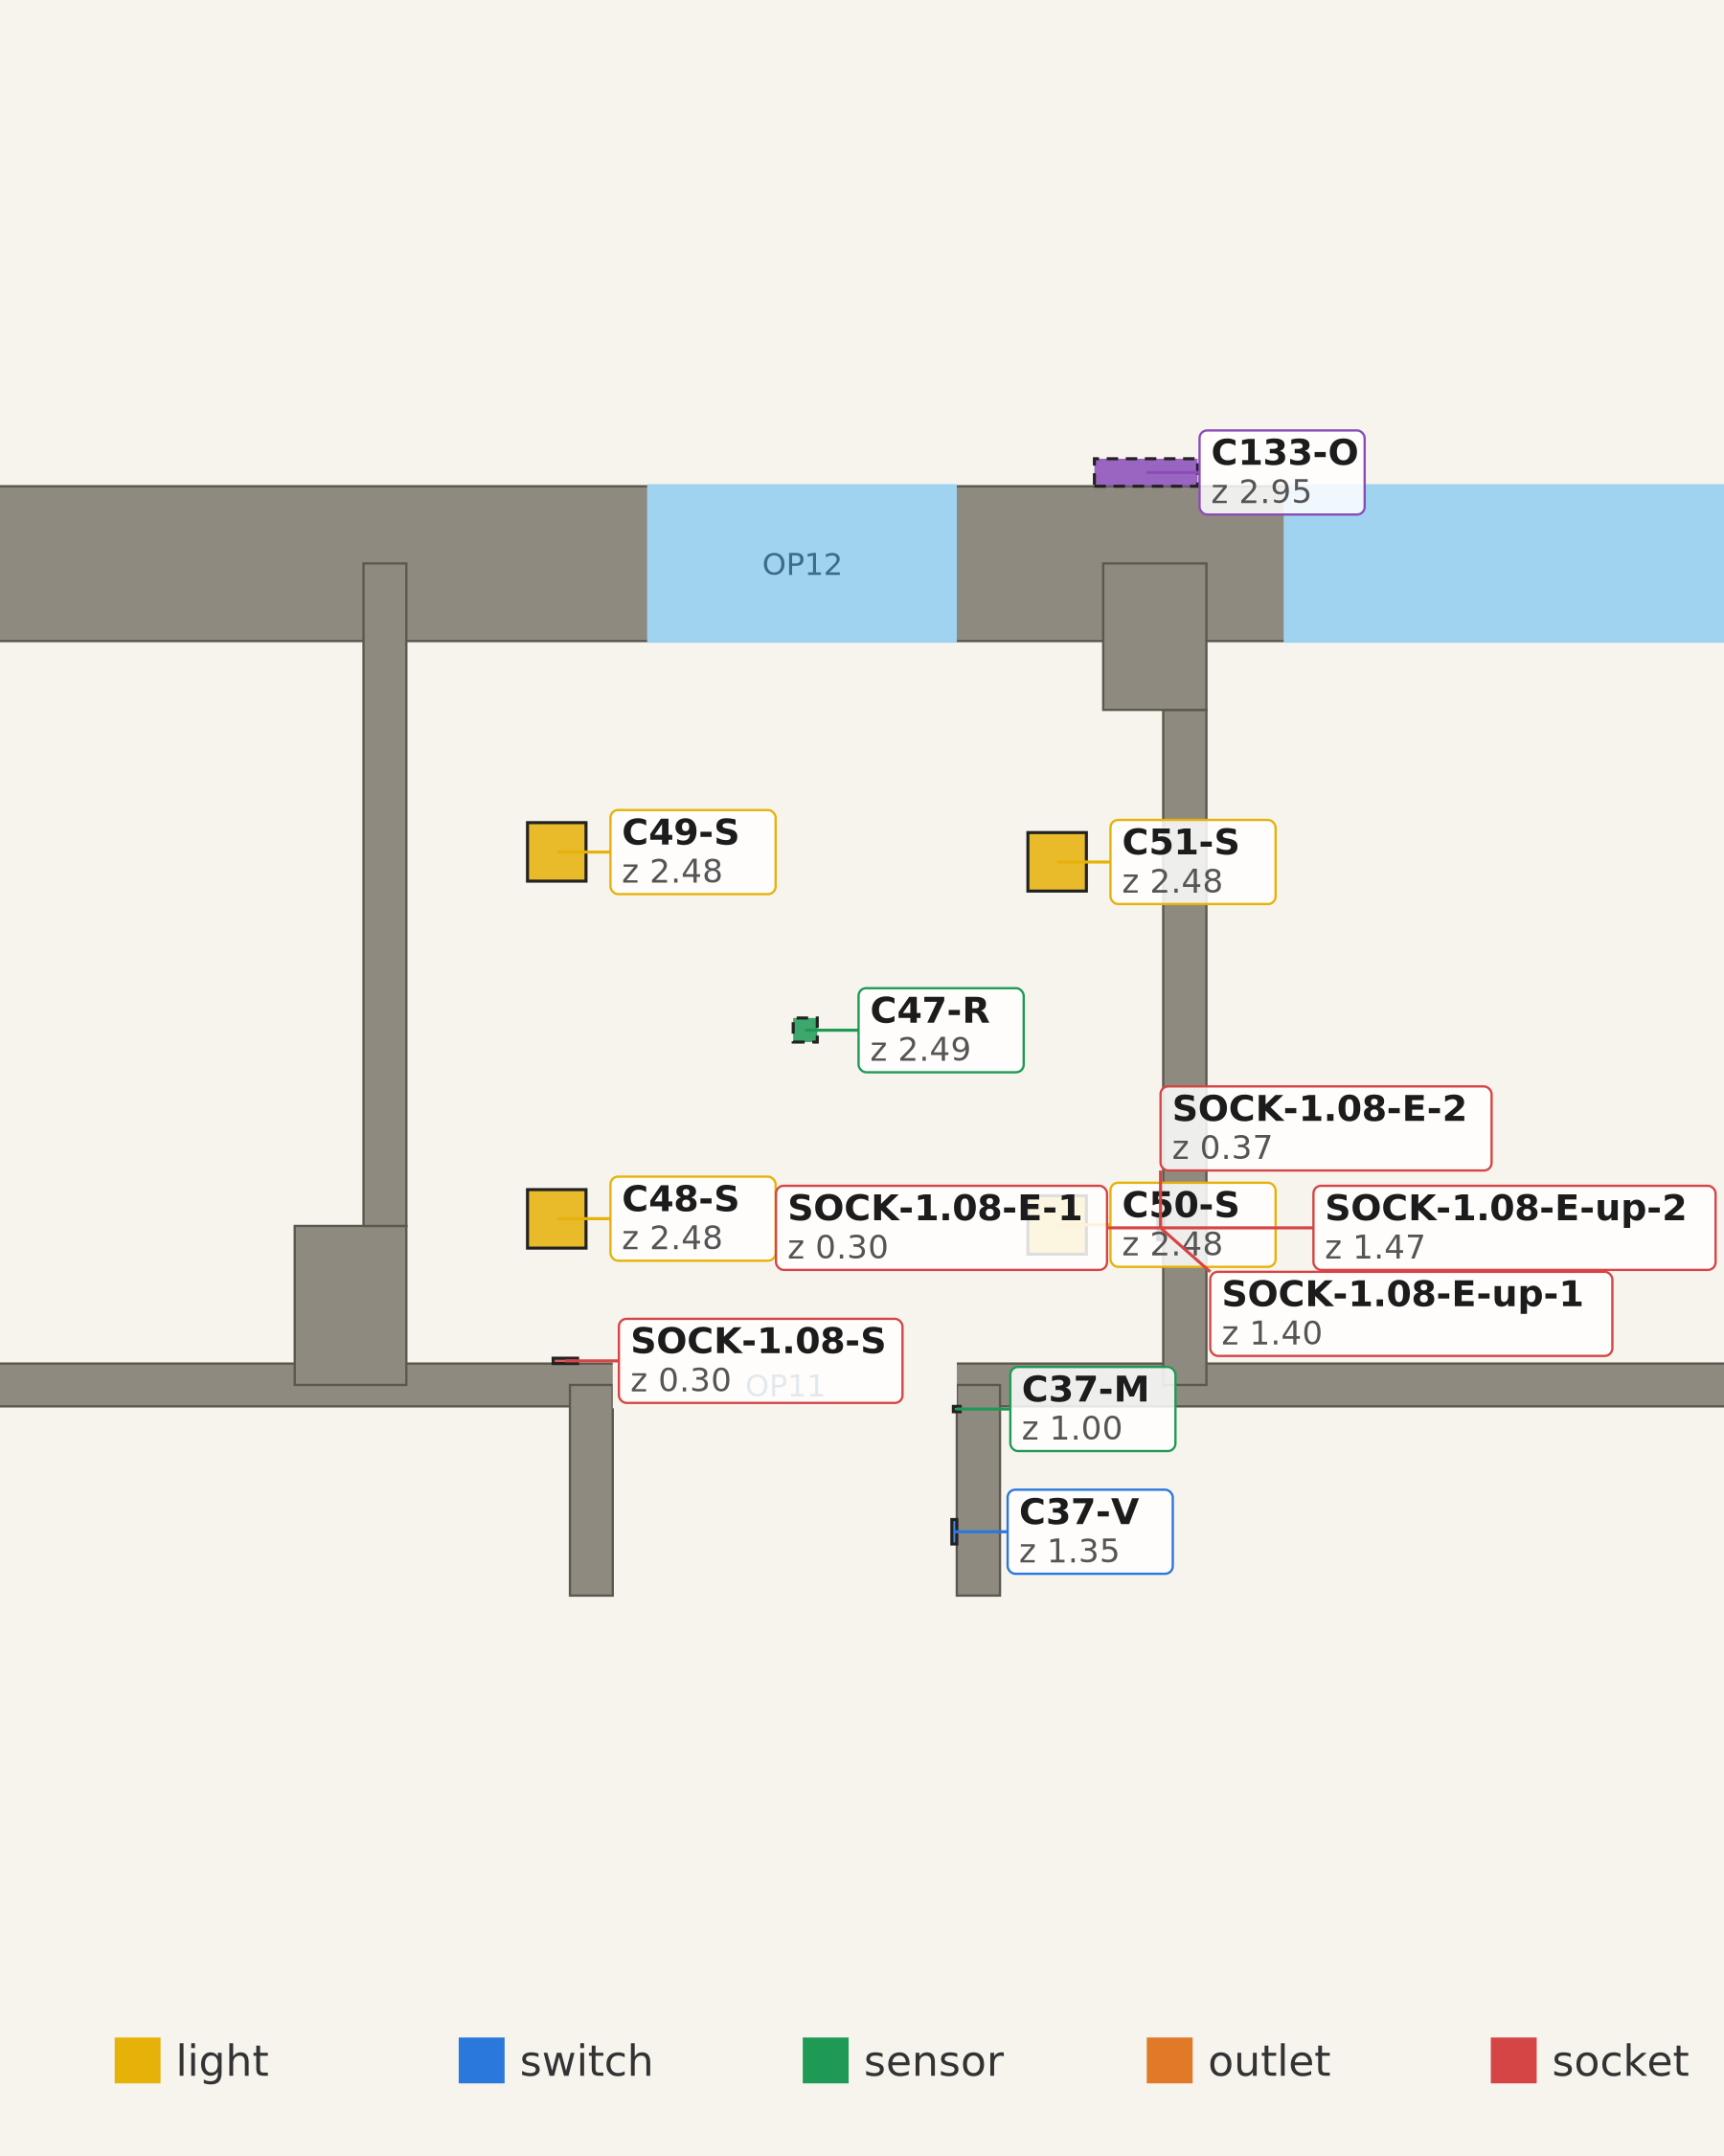 C133-O
z 2.95
OP12
C49-S
z 2.48
C51-S
z 2.48
C47-R
z 2.49
SOCK-1.08-E-2
z 0.37
C48-S
z 2.48
SOCK-1.08-E-1
z 0.30
C50-S
z 2.48
SOCK-1.08-E-up-2
z 1.47
SOCK-1.08-E-up-1
z 1.40
SOCK-1.08-S
z 0.30
OP11
C37-M
z 1.00
C37-V
z 1.35
light
switch
sensor
outlet
socket